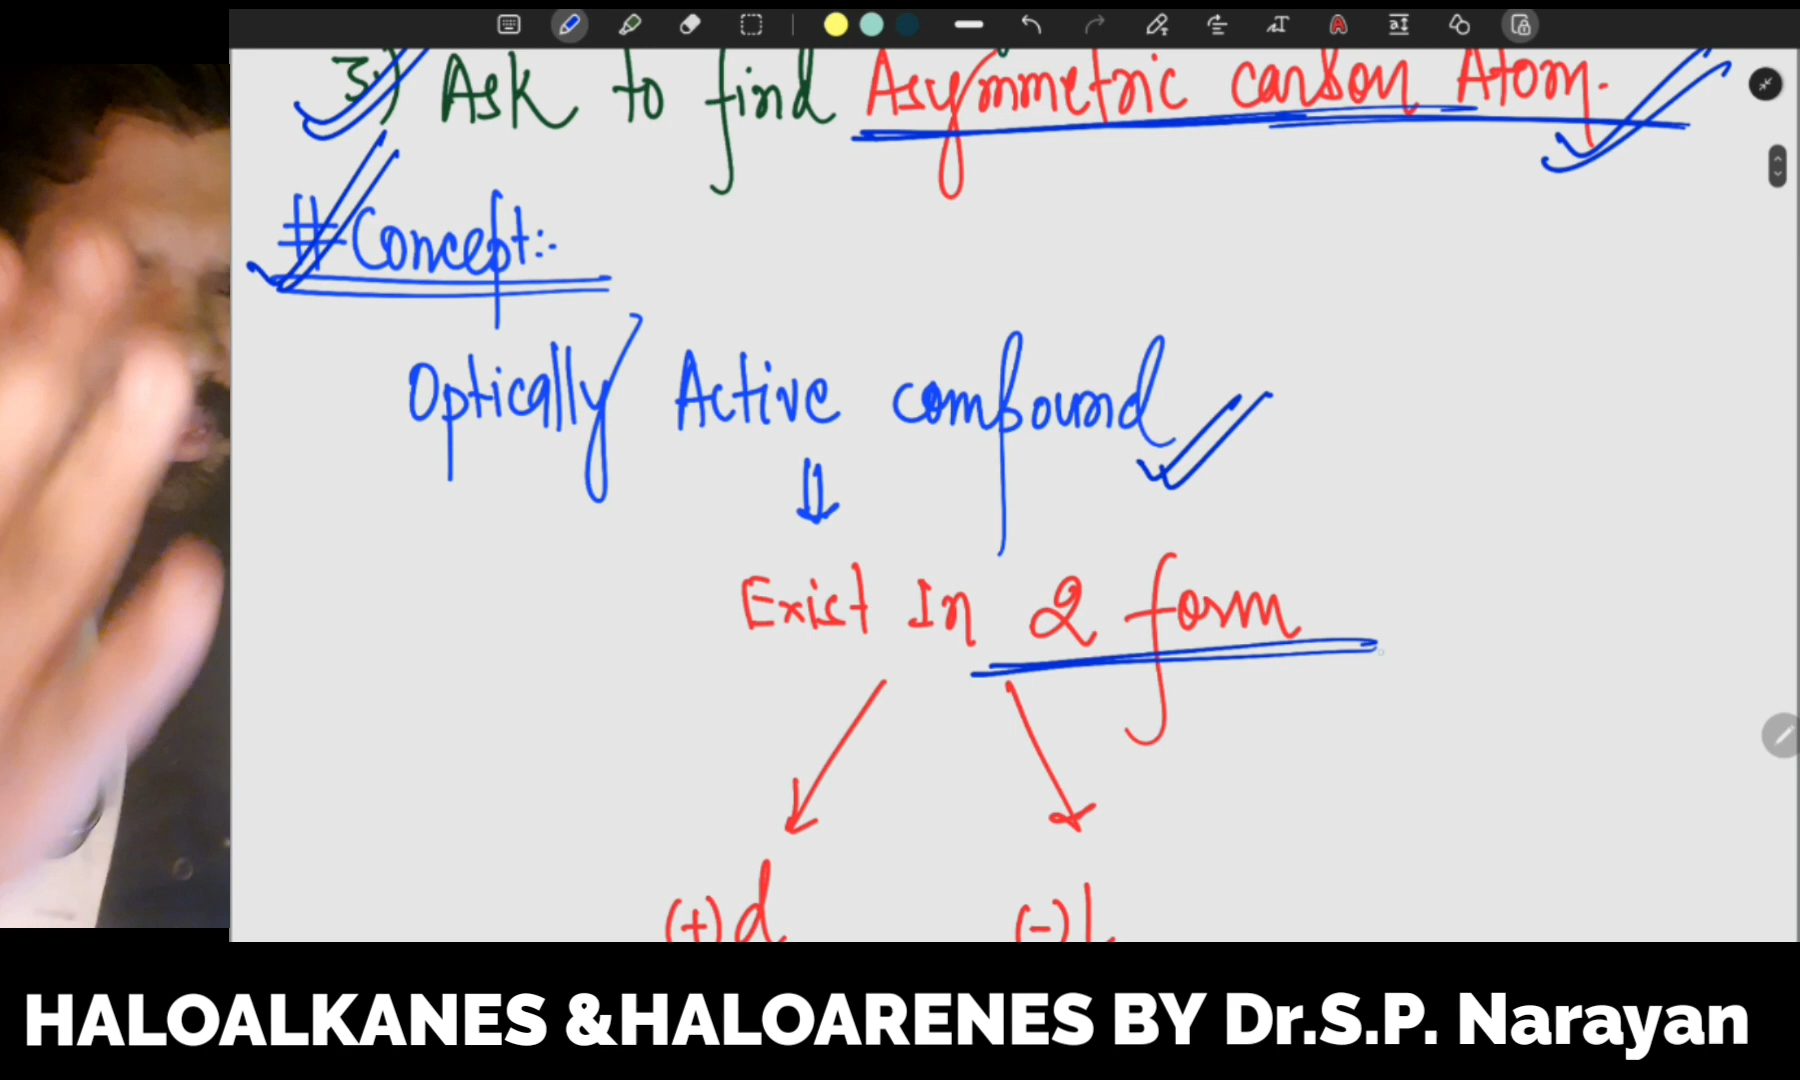 3.) Ask to find Asymmetric carbon Atom.
# Concept:-
Optically Active compound
Exist In 2 form
(+) d (-) l
HALOALKANES &HALOARENES BY Dr.S.P. Narayan